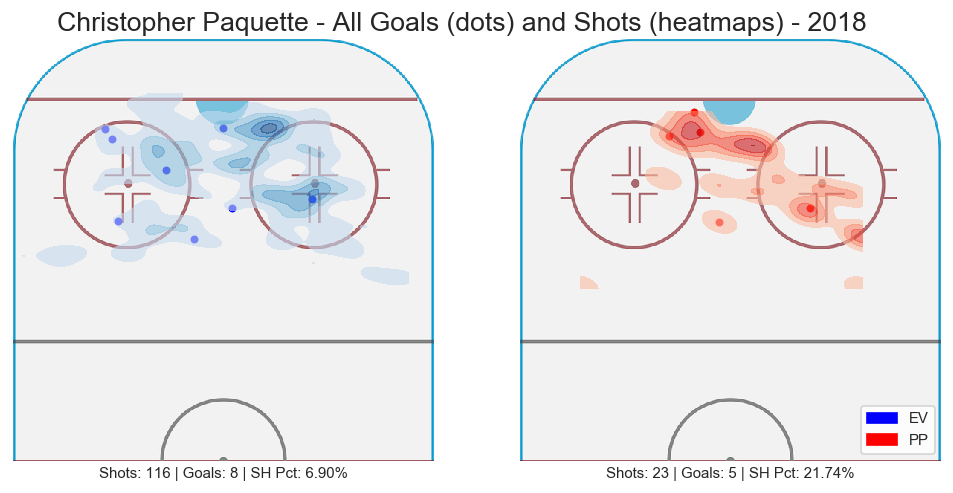 Christopher Paquette - All Goals (dots) and Shots (heatmaps) - 2018
EV
PP
Shots: 116 | Goals: 8 | SH Pct: 6.90%
Shots: 23 | Goals: 5 | SH Pct: 21.74%